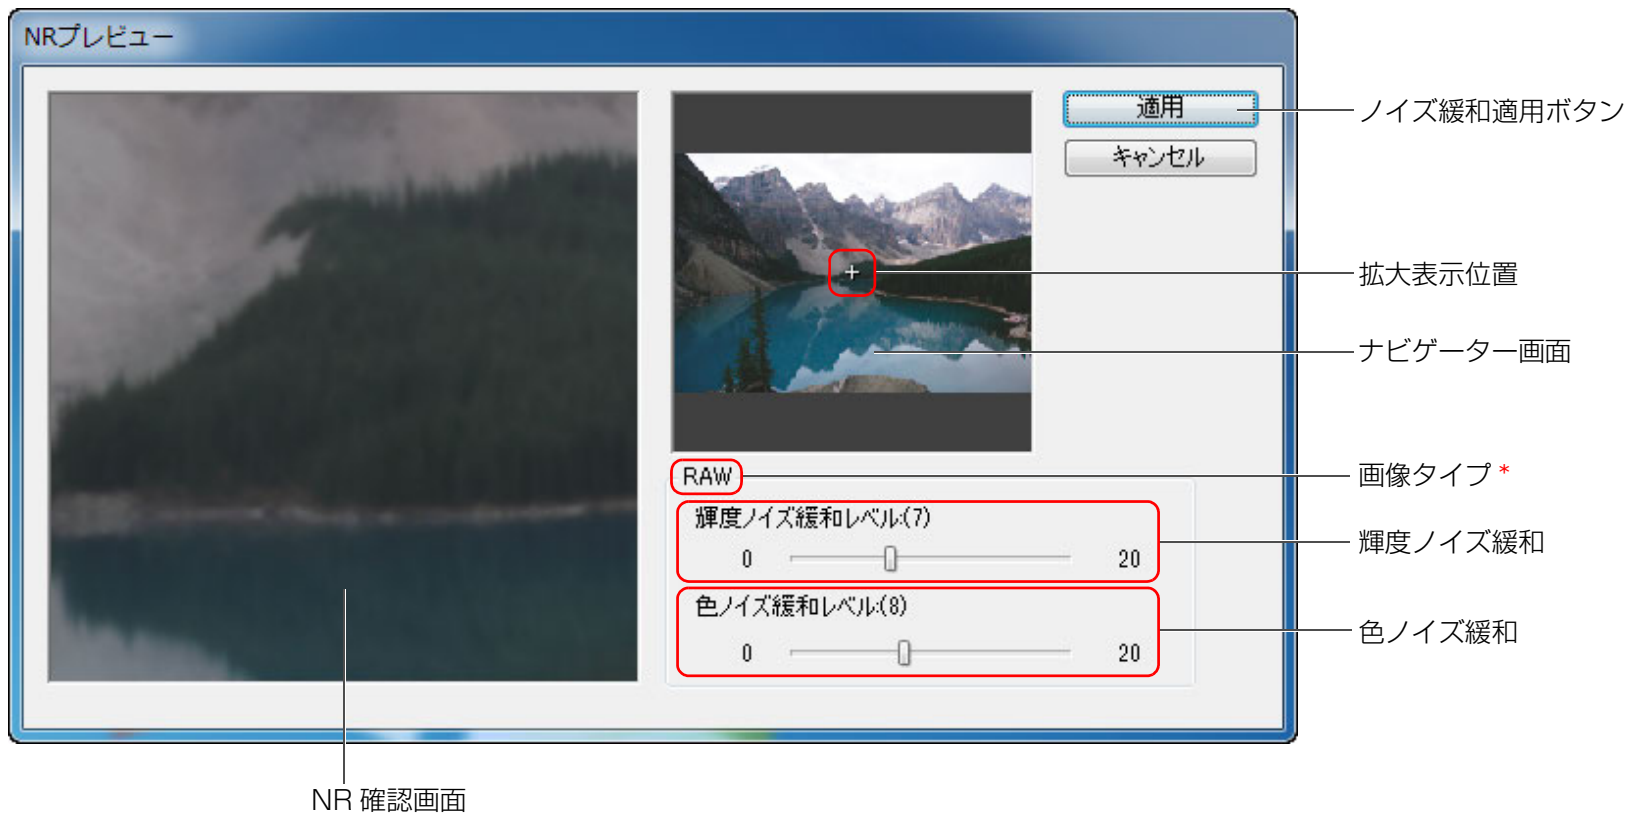 NRプレビュー
適用
ノイズ緩和適用ボタン
キャンセル
拡大表示位置
ナビゲーター画面
RAW
画像タイプ*
輝度ノイズ緩和レベル:(7)
0 20
輝度ノイズ緩和
色ノイズ緩和レベル:(8)
0 20
色ノイズ緩和
NR 確認画面